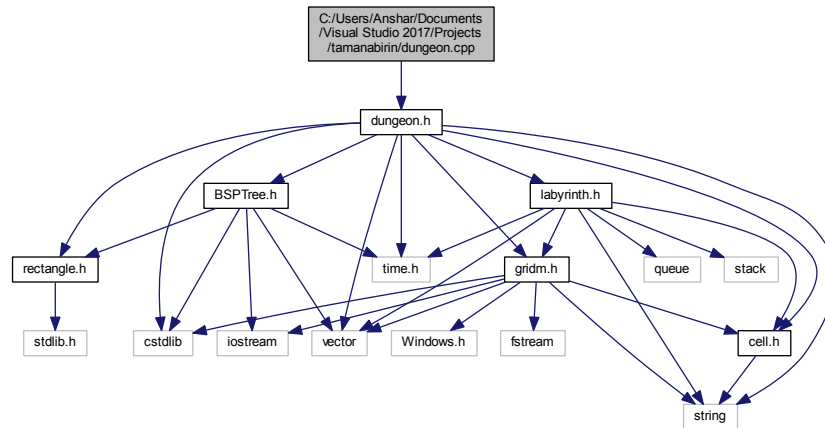 C:/Users/Anshar/Documents
/Visual Studio 2017/Projects
/tamanabirin/dungeon.cpp
dungeon.h
BSPTree.h
labyrinth.h
rectangle.h
time.h
gridm.h
queue
stack
stdlib.h
cstdlib
iostream
vector
Windows.h
fstream
cell.h
string